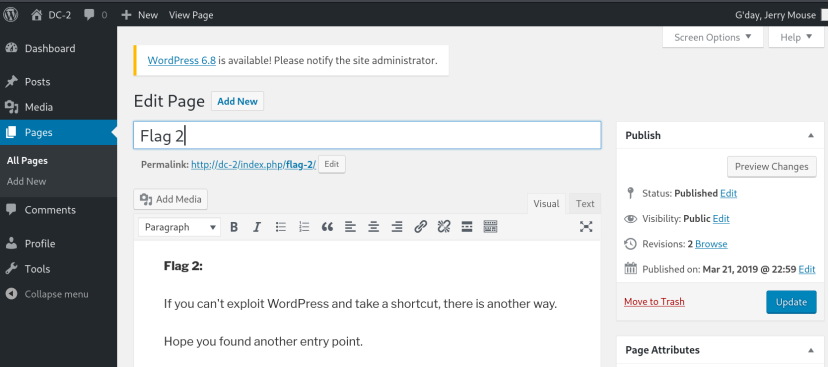 DC-2 0 New View Page G'day, Jerry Mouse
Screen Options Help
Dashboard
Posts
Media
Pages
All Pages
Add New
Comments
Profile
Tools
Collapse menu
WordPress 6.8 is available! Please notify the site administrator.
Edit Page Add New
Flag 2
Permalink: http://dc-2/index.php/flag-2/ Edit
Add Media
Visual Text
Paragraph B I
Flag 2:
If you can't exploit WordPress and take a shortcut, there is another way.
Hope you found another entry point.
Publish
Preview Changes
Status: Published Edit
Visibility: Public Edit
Revisions: 2 Browse
Published on: Mar 21, 2019 @ 22:59 Edit
Move to Trash Update
Page Attributes